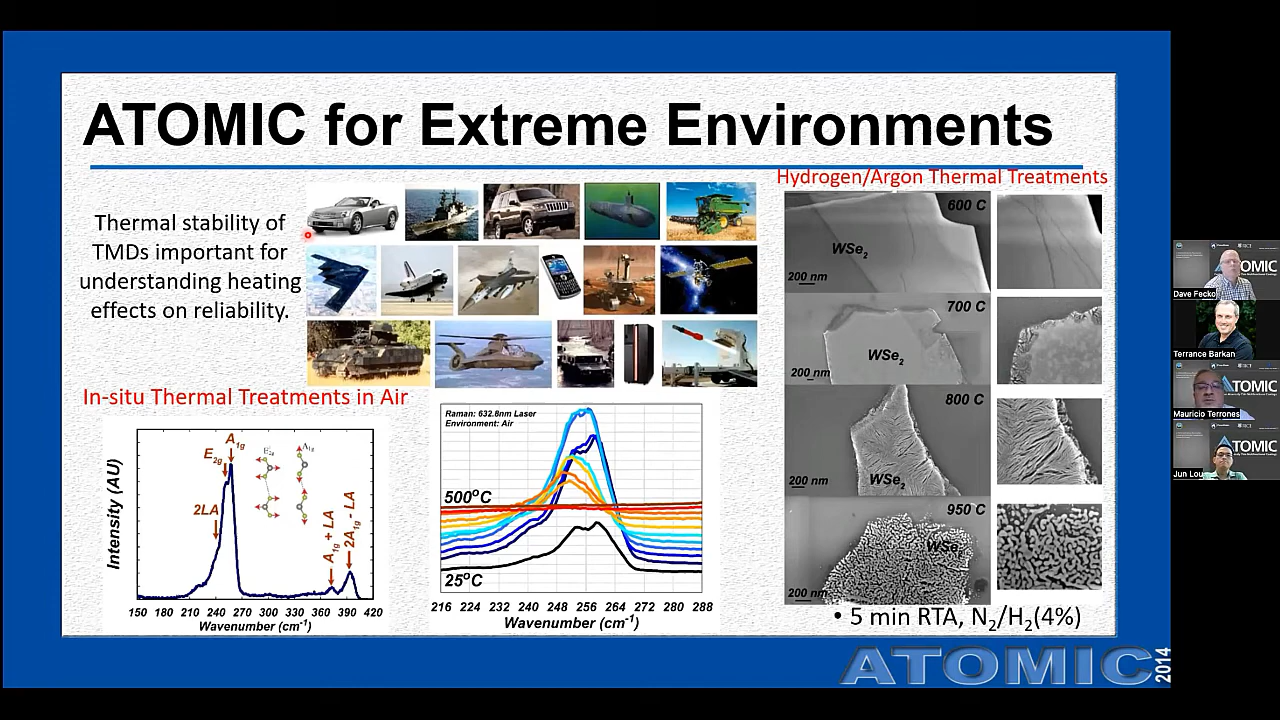 ATOMIC for Extreme Environments
Thermal stability of
TMDs important for
understanding heating
effects on reliability.
Hydrogen/Argon Thermal Treatments
600 C
WSe2
200 nm
700 C
WSe2
200 nm
800 C
WSe2
200 nm
950 C
WSe
200 nm
• 5 min RTA, N2/H2(4%)
In-situ Thermal Treatments in Air
Intensity (AU)
A1g
E2g
E2g
A1g
2LA
A1g + LA
2A1g - LA
150 180 210 240 270 300 330 360 390 420
Wavenumber (cm-1)
Raman: 632.8nm Laser
Environment: Air
500°C
25°C
216 224 232 240 248 256 264 272 280 288
Wavenumber (cm-1)
ATOMIC 2014
Dave Fecko
Terrance Barkan
ATOMIC
Mauricio Terrones
ATOMIC
Jun Lou